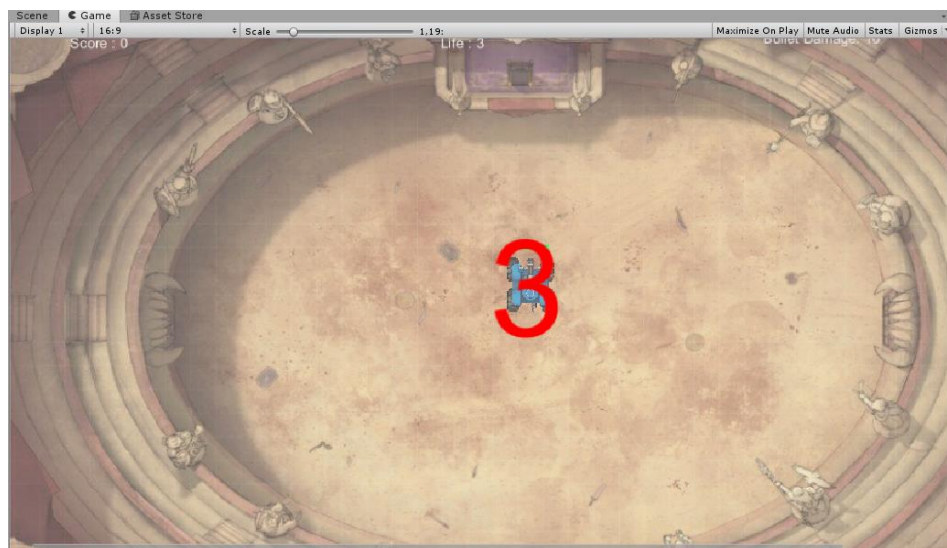 Scene Game Asset Store
Display 1 16:9 Scale 1.19: Maximize On Play Mute Audio Stats Gizmos
Score : 0 Life : 3 Bullet Damage: 10
3